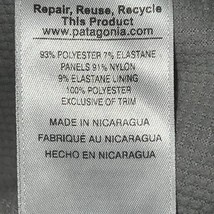 Repair, Reuse, Recycle
This Product
www.patagonia.com
93% POLYESTER 7% ELASTANE
PANELS 91% NYLON
9% ELASTANE LINING
100% POLYESTER
EXCLUSIVE OF TRIM
MADE IN NICARAGUA
FABRIQUÉ AU NICARAGUA
HECHO EN NICARAGUA